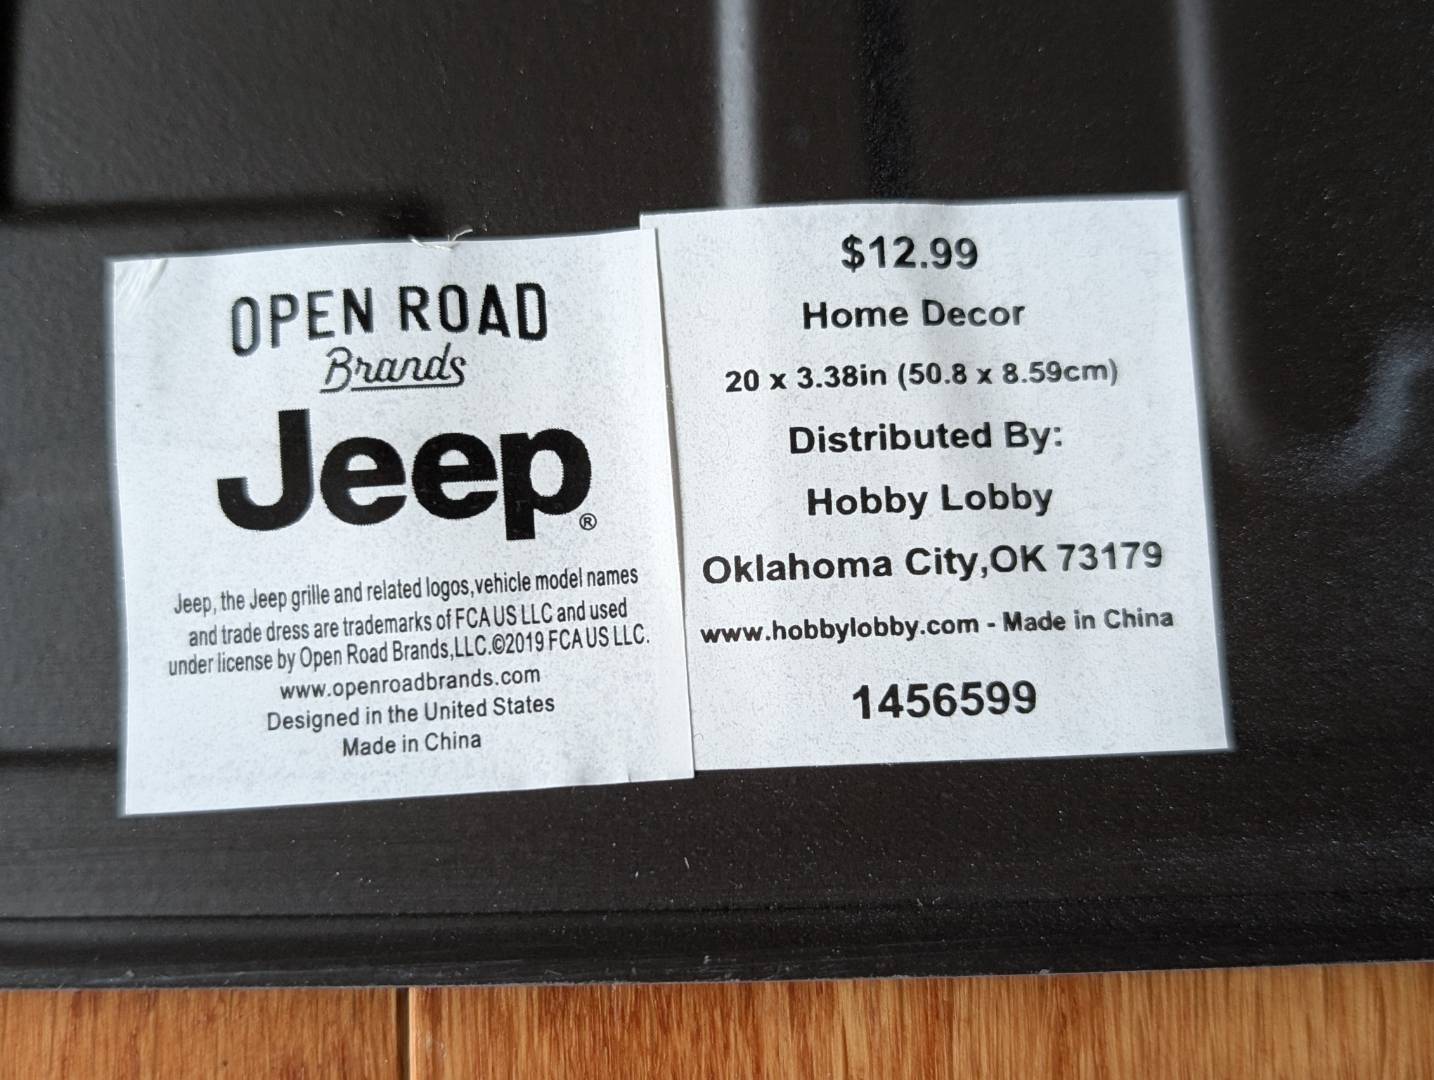 OPEN ROAD
Brands
Jeep®
Jeep, the Jeep grille and related logos,vehicle model names
and trade dress are trademarks of FCA US LLC and used
under license by Open Road Brands,LLC.©2019 FCA US LLC.
www.openroadbrands.com
Designed in the United States
Made in China
$12.99
Home Decor
20 x 3.38in (50.8 x 8.59cm)
Distributed By:
Hobby Lobby
Oklahoma City,OK 73179
www.hobbylobby.com - Made in China
1456599